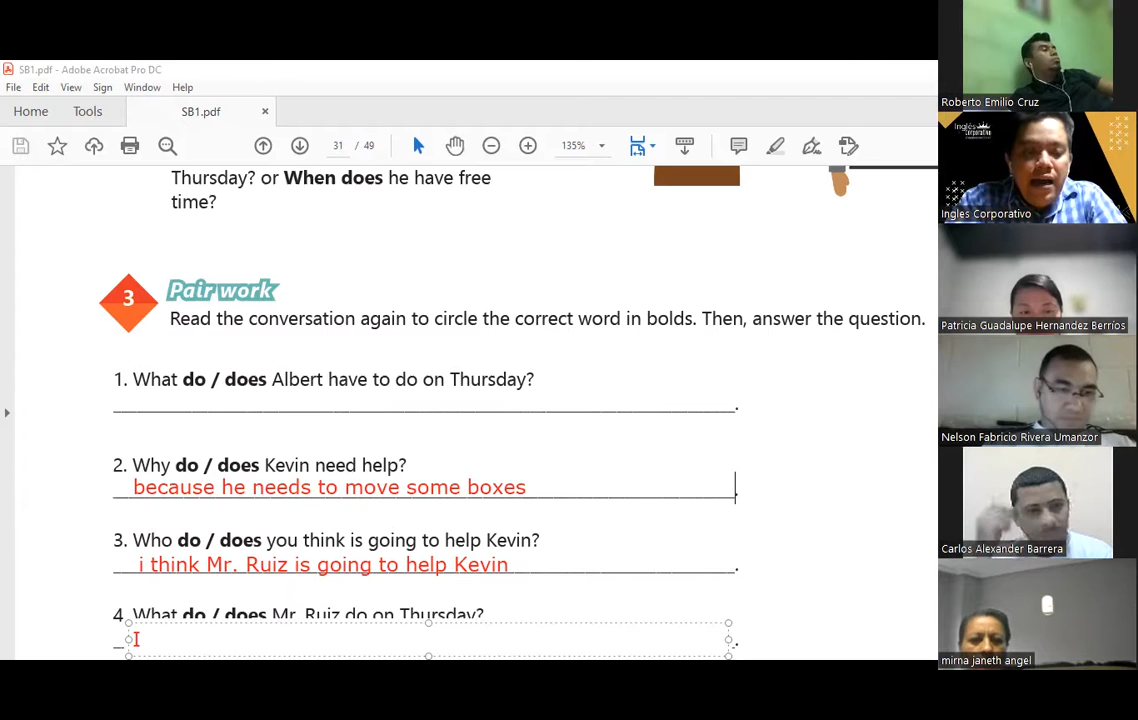 SB1.pdf - Adobe Acrobat Pro DC
File Edit View Sign Window Help
Home Tools SB1.pdf ×
31 / 49 135%
Thursday? or When does he have free
time?
3 Pair work
Read the conversation again to circle the correct word in bolds. Then, answer the question.
1. What do / does Albert have to do on Thursday?
2. Why do / does Kevin need help?
because he needs to move some boxes
3. Who do / does you think is going to help Kevin?
i think Mr. Ruiz is going to help Kevin
4. What do / does Mr. Ruiz do on Thursday?
Roberto Emilio Cruz
Inglés
Corporativo
Ingles Corporativo
Patricia Guadalupe Hernandez Berríos
Nelson Fabricio Rivera Umanzor
Carlos Alexander Barrera
mirna janeth angel